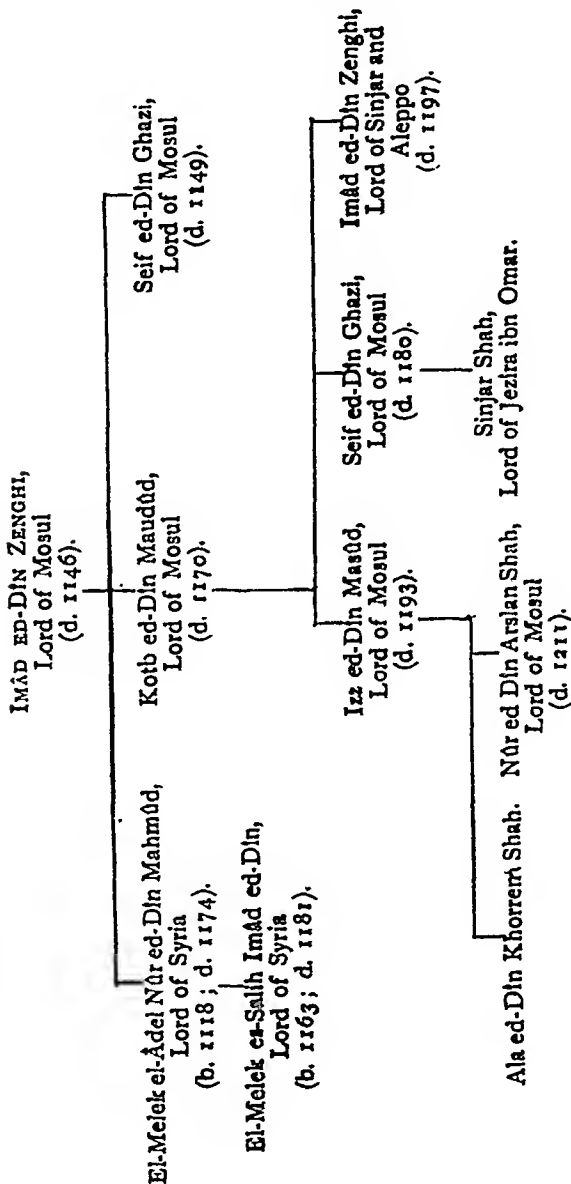 IMÂD ED-DÎN ZENGHI,
Lord of Mosul
(d. 1146).
El-Melek el-Âdel Nûr ed-Dîn Mahmûd,
Lord of Syria
(b. 1118; d. 1174).
Kotb ed-Dîn Maudûd,
Lord of Mosul
(d. 1170).
Seif ed-Dîn Ghazi,
Lord of Mosul
(d. 1149).
El-Melek es-Salih Imâd ed-Dîn,
Lord of Syria
(b. 1163; d. 1181).
Izz ed-Dîn Masûd,
Lord of Mosul
(d. 1193).
Seif ed-Dîn Ghazi,
Lord of Mosul
(d. 1180).
Imâd ed-Dîn Zenghi,
Lord of Sinjar and
Aleppo
(d. 1197).
Ala ed-Dîn Khorrem Shah.
Nûr ed Dîn Arslan Shah,
Lord of Mosul
(d. 1211).
Sinjar Shah,
Lord of Jezîra ibn Omar.